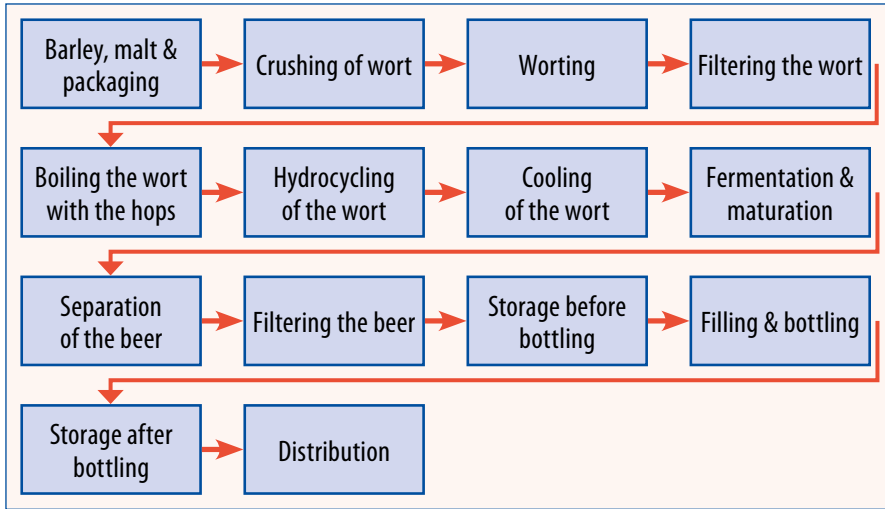 Barley, malt &
packaging
Crushing of wort
Worting
Filtering the wort
Boiling the wort
with the hops
Hydrocycling
of the wort
Cooling
of the wort
Fermentation &
maturation
Separation
of the beer
Filtering the beer
Storage before
bottling
Filling & bottling
Storage after
bottling
Distribution